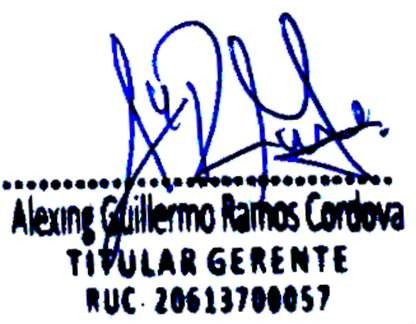 Alexing Guillermo Ramos Cordova
TITULAR GERENTE
RUC. 20613700057